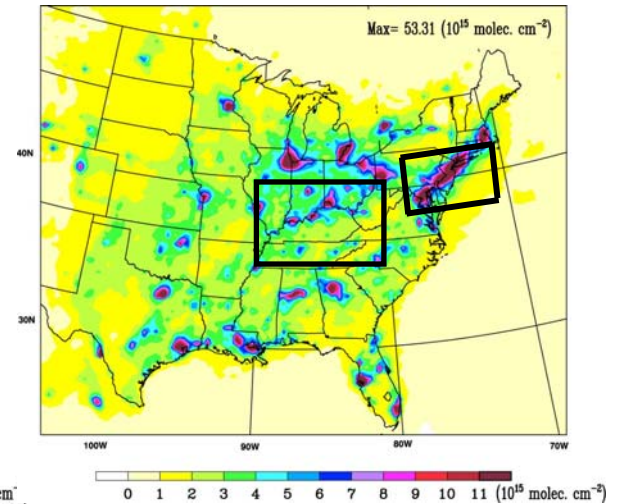 Max= 53.31 (10¹⁵ molec. cm⁻²)
40N
30N
100W 90W 80W 70W
em⁻ 0 1 2 3 4 5 6 7 8 9 10 11 (10¹⁵ molec. cm⁻²)